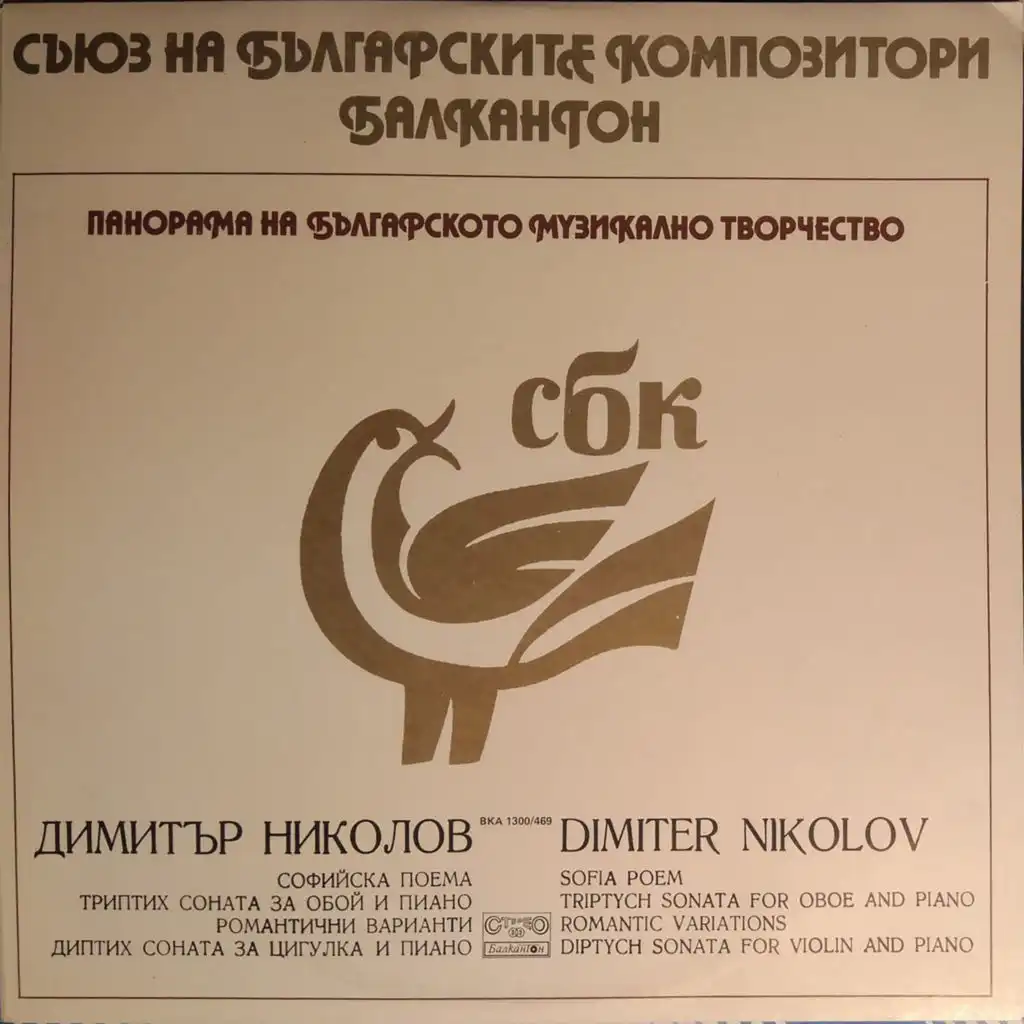 СЪЮЗ НА БЪЛГАРСКИТЕ КОМПОЗИТОРИ
БАЛКАНТОН
ПАНОРАМА НА БЪЛГАРСКОТО МУЗИКАЛНО ТВОРЧЕСТВО
сбк
ДИМИТЪР НИКОЛОВ
СОФИЙСКА ПОЕМА
ТРИПТИХ СОНАТА ЗА ОБОЙ И ПИАНО
РОМАНТИЧНИ ВАРИАНТИ
ДИПТИХ СОНАТА ЗА ЦИГУЛКА И ПИАНО
ВКА 1300/469
СТЕРЕО
Балкантон
DIMITER NIKOLOV
SOFIA POEM
TRIPTYCH SONATA FOR OBOE AND PIANO
ROMANTIC VARIATIONS
DIPTYCH SONATA FOR VIOLIN AND PIANO